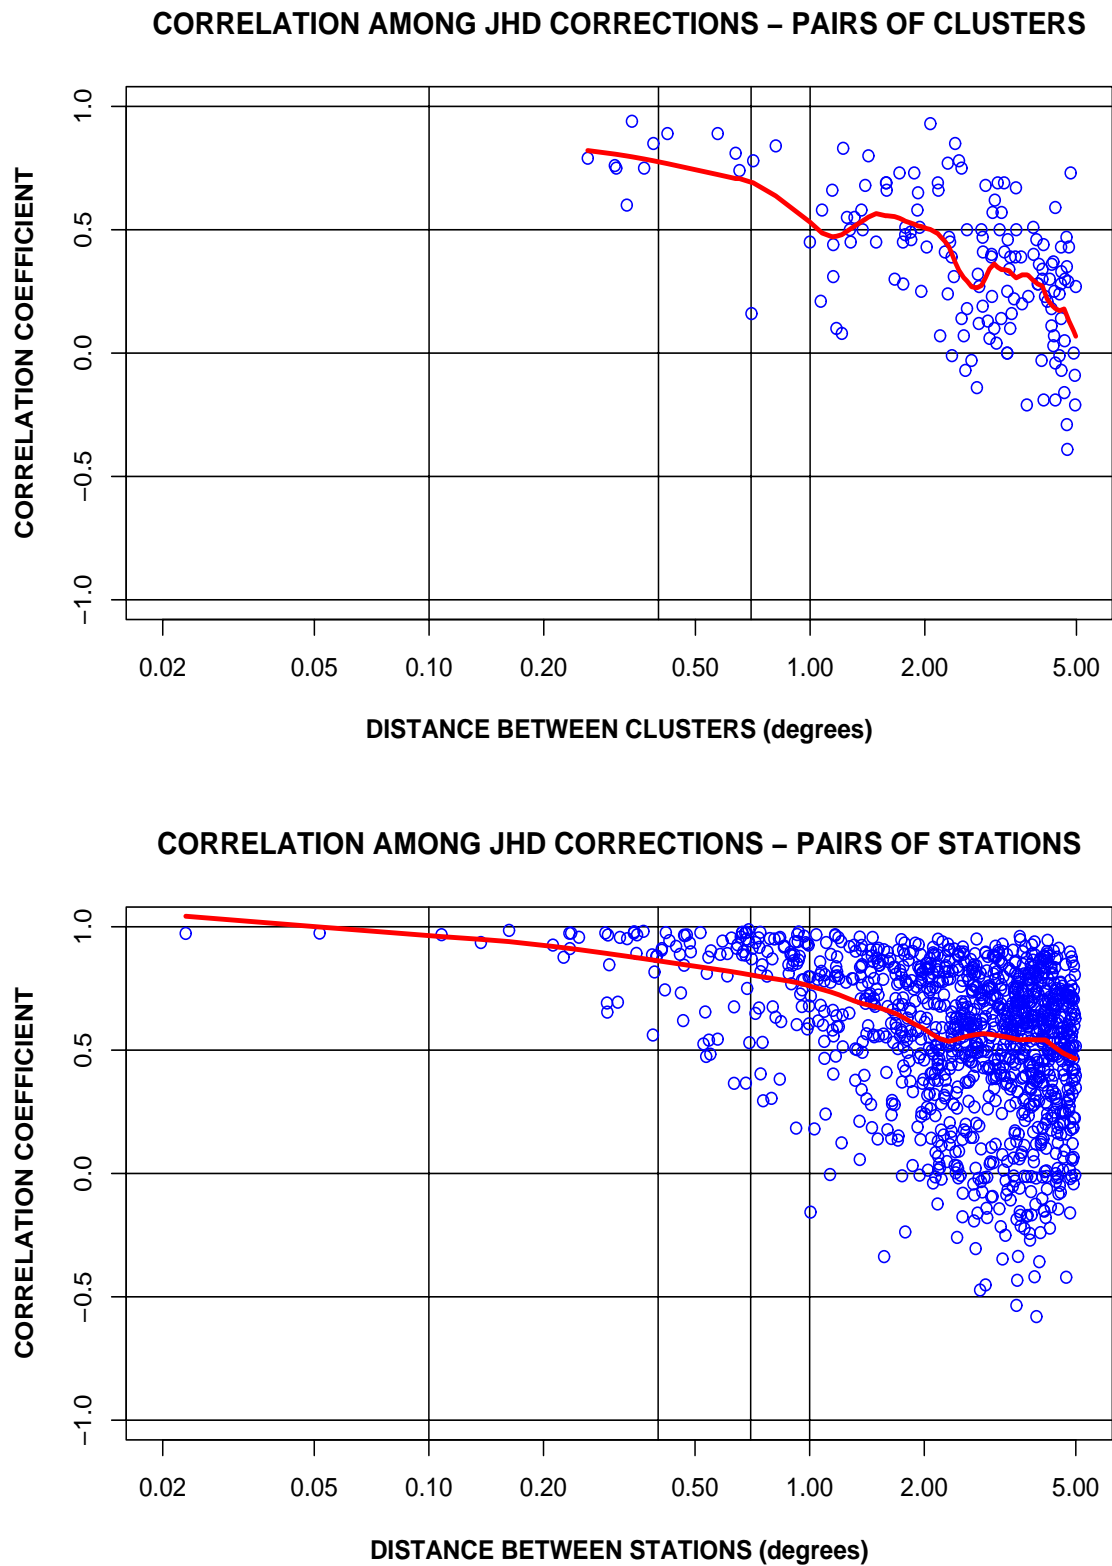 CORRELATION AMONG JHD CORRECTIONS – PAIRS OF CLUSTERS
CORRELATION COEFFICIENT
1.0
0.5
0.0
−0.5
−1.0
0.02 0.05 0.10 0.20 0.50 1.00 2.00 5.00
DISTANCE BETWEEN CLUSTERS (degrees)
CORRELATION AMONG JHD CORRECTIONS – PAIRS OF STATIONS
CORRELATION COEFFICIENT
1.0
0.5
0.0
−0.5
−1.0
0.02 0.05 0.10 0.20 0.50 1.00 2.00 5.00
DISTANCE BETWEEN STATIONS (degrees)